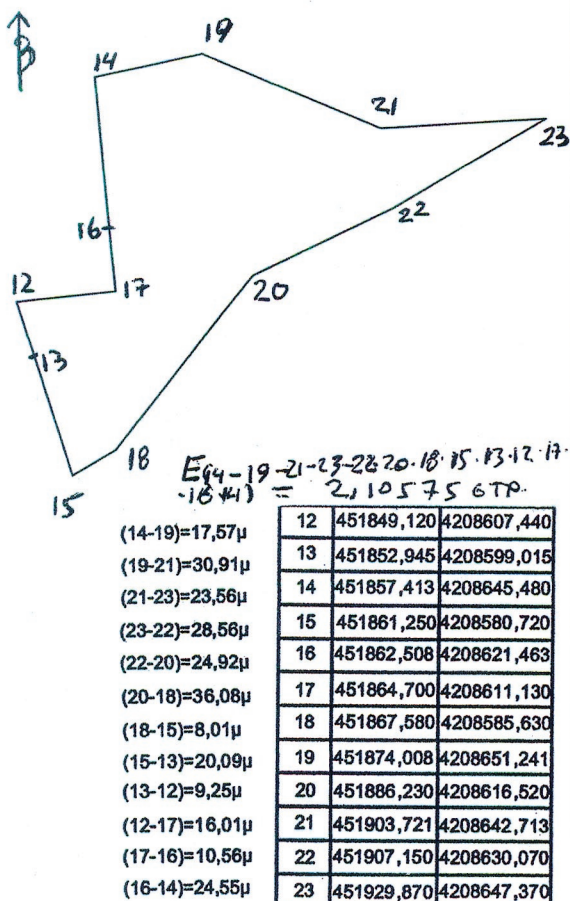 B
19
14
21
23
16
22
12
17
20
13
18
15
E(14-19-21-23-22-20-18-15-13-12-17-
-16-14) = 2,10575 στρ.
(14-19)=17,57μ
(19-21)=30,91μ
(21-23)=23,56μ
(23-22)=28,56μ
(22-20)=24,92μ
(20-18)=36,08μ
(18-15)=8,01μ
(15-13)=20,09μ
(13-12)=9,25μ
(12-17)=16,01μ
(17-16)=10,56μ
(16-14)=24,55μ
12 451849,120 4208607,440
13 451852,945 4208599,015
14 451857,413 4208645,480
15 451861,250 4208580,720
16 451862,508 4208621,463
17 451864,700 4208611,130
18 451867,580 4208585,630
19 451874,008 4208651,241
20 451886,230 4208616,520
21 451903,721 4208642,713
22 451907,150 4208630,070
23 451929,870 4208647,370